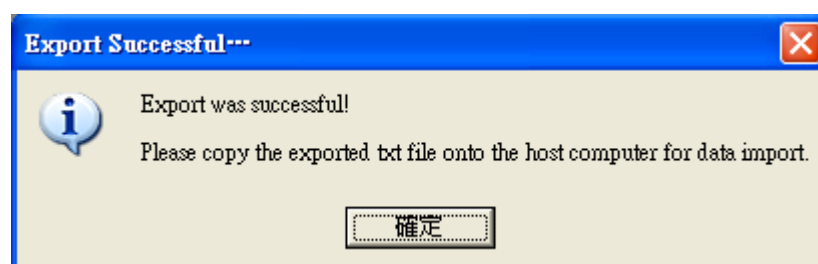 Export Successful…
Export was successful!
Please copy the exported txt file onto the host computer for data import.
確定